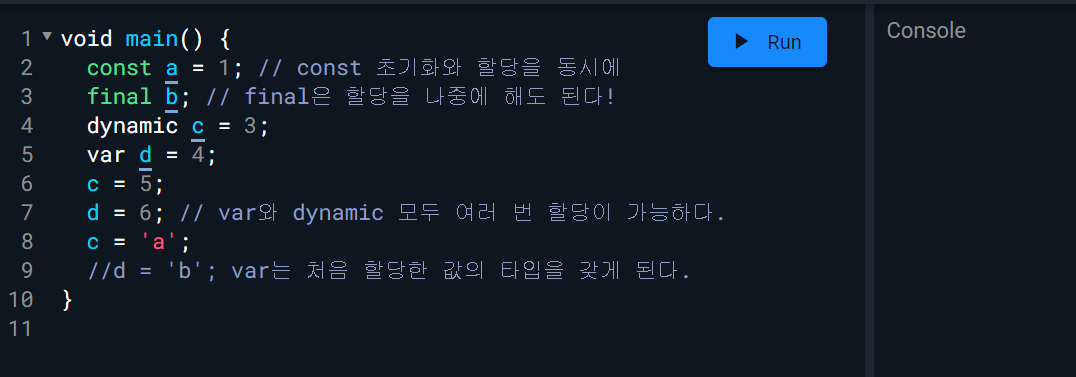 1 void main() {
2 const a = 1; // const 초기화와 할당을 동시에
3 final b; // final은 할당을 나중에 해도 된다!
4 dynamic c = 3;
5 var d = 4;
6 c = 5;
7 d = 6; // var와 dynamic 모두 여러 번 할당이 가능하다.
8 c = 'a';
9 //d = 'b'; var는 처음 할당한 값의 타입을 갖게 된다.
10 }
11
Run
Console